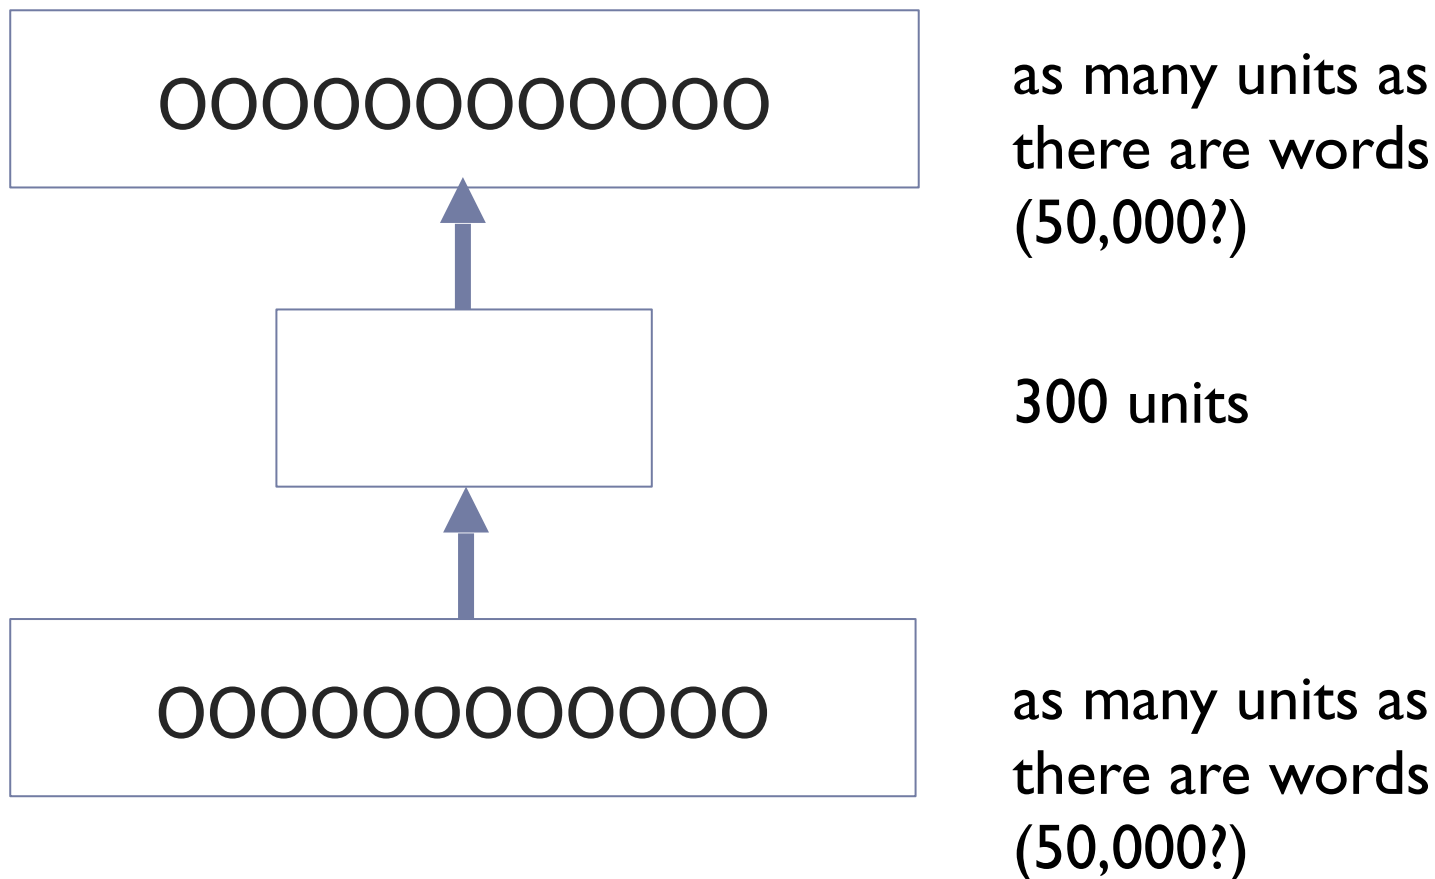 oooooooooooo
as many units as
there are words
(50,000?)
300 units
oooooooooooo
as many units as
there are words
(50,000?)